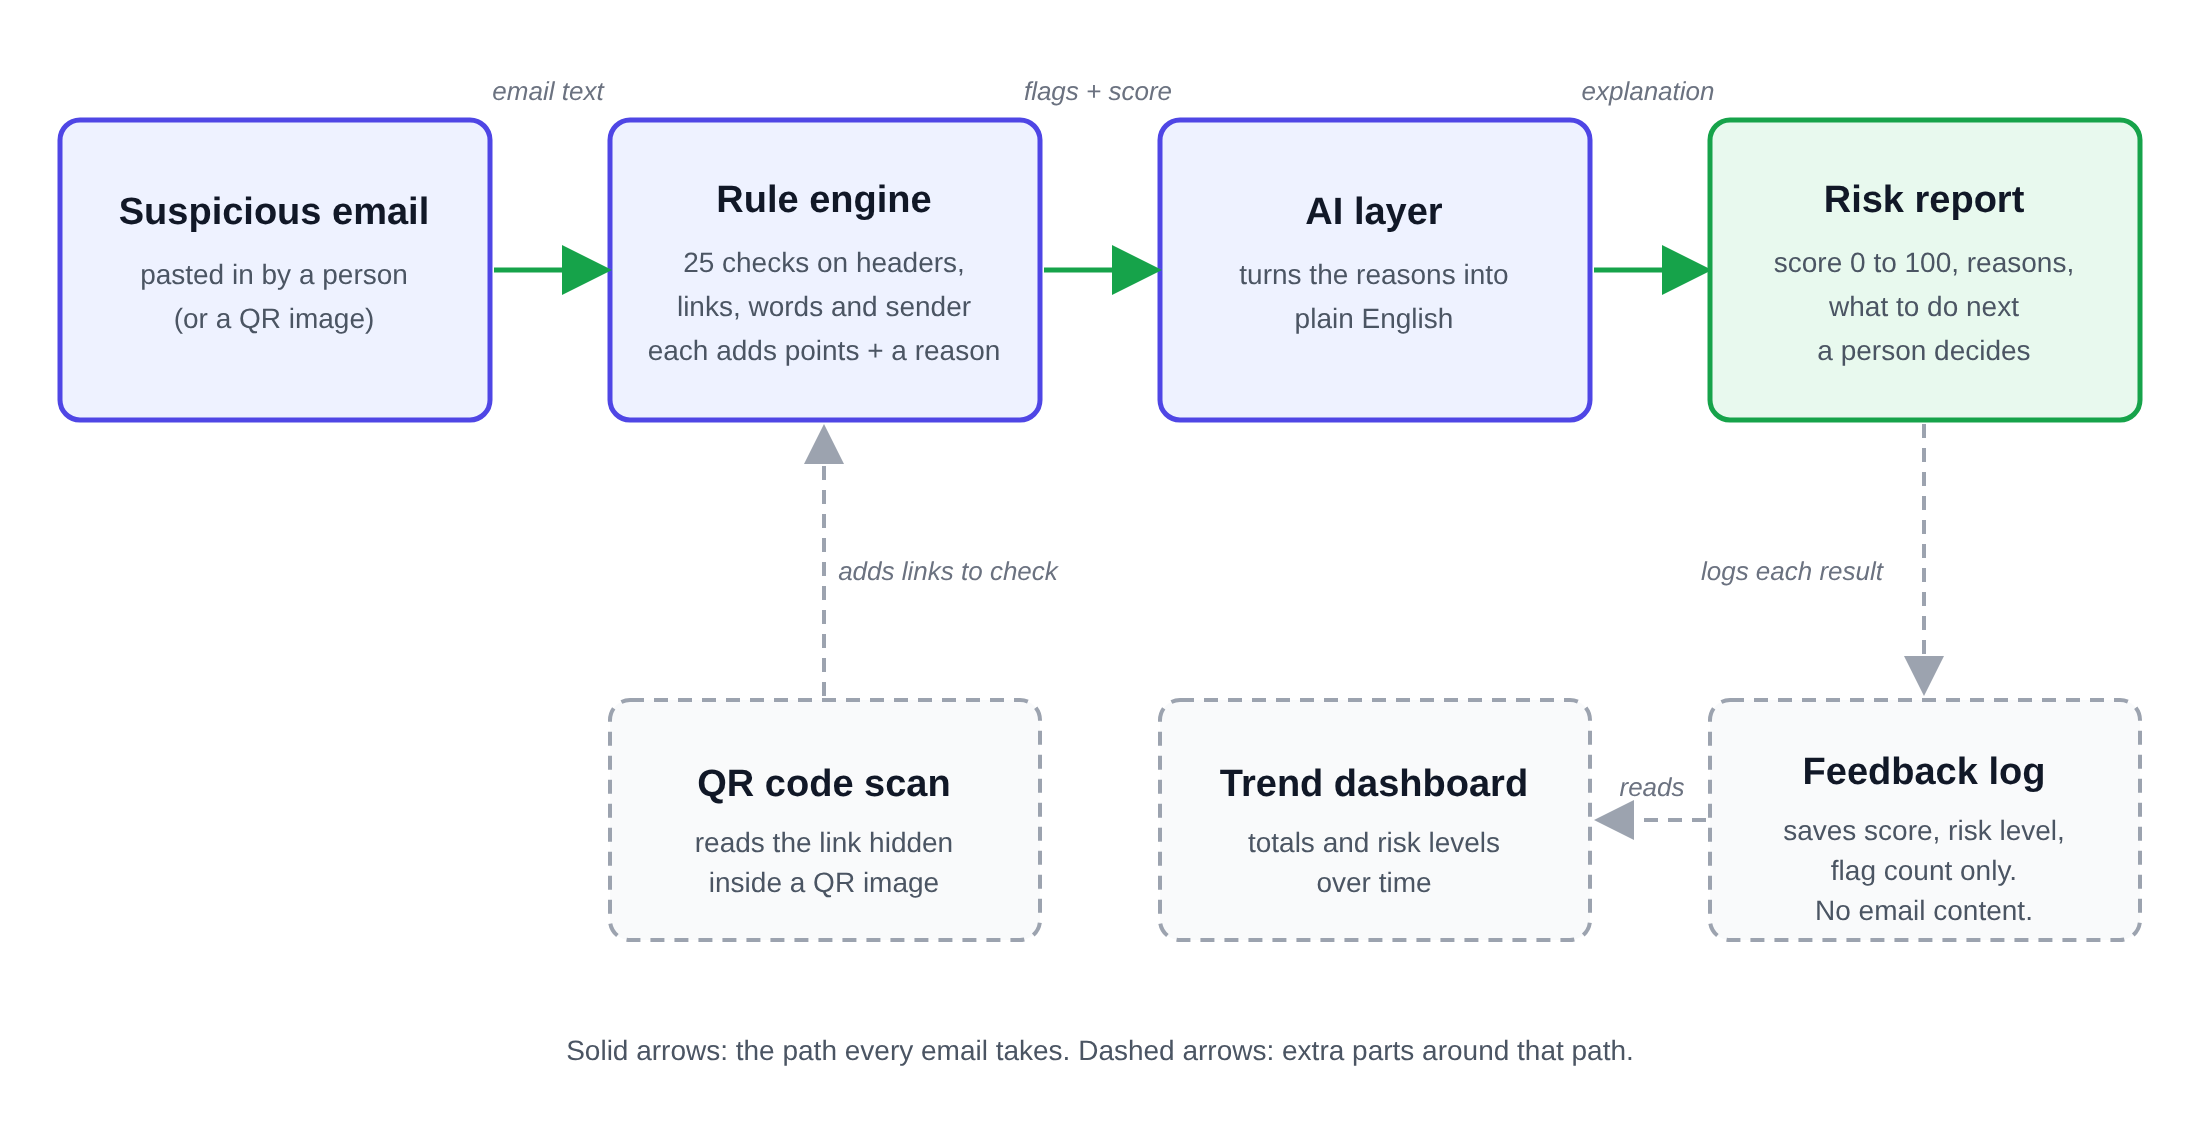 email text
flags + score
explanation
Suspicious email
pasted in by a person
(or a QR image)
Rule engine
25 checks on headers,
links, words and sender
each adds points + a reason
AI layer
turns the reasons into
plain English
Risk report
score 0 to 100, reasons,
what to do next
a person decides
adds links to check
logs each result
QR code scan
reads the link hidden
inside a QR image
Trend dashboard
totals and risk levels
over time
reads
Feedback log
saves score, risk level,
flag count only.
No email content.
Solid arrows: the path every email takes. Dashed arrows: extra parts around that path.